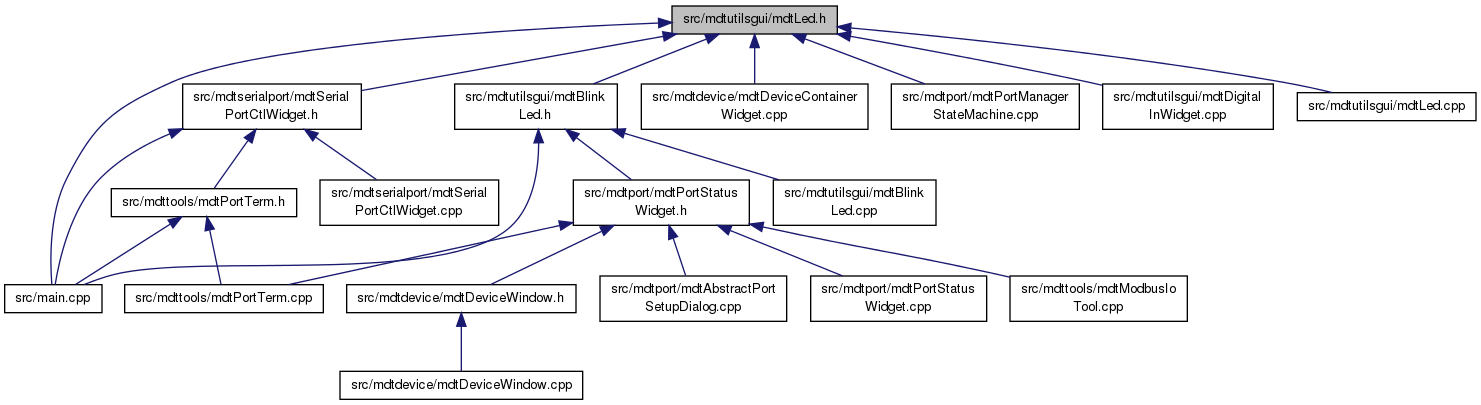 src/mdtutilsgui/mdtLed.h
src/mdtserialport/mdtSerial
PortCtlWidget.h
src/mdtutilsgui/mdtBlink
Led.h
src/mdtdevice/mdtDeviceContainer
Widget.cpp
src/mdtport/mdtPortManager
StateMachine.cpp
src/mdtutilsgui/mdtDigital
InWidget.cpp
src/mdtutilsgui/mdtLed.cpp
src/mdttools/mdtPortTerm.h
src/mdtserialport/mdtSerial
PortCtlWidget.cpp
src/mdtport/mdtPortStatus
Widget.h
src/mdtutilsgui/mdtBlink
Led.cpp
src/main.cpp
src/mdttools/mdtPortTerm.cpp
src/mdtdevice/mdtDeviceWindow.h
src/mdtport/mdtAbstractPort
SetupDialog.cpp
src/mdtport/mdtPortStatus
Widget.cpp
src/mdttools/mdtModbusIo
Tool.cpp
src/mdtdevice/mdtDeviceWindow.cpp